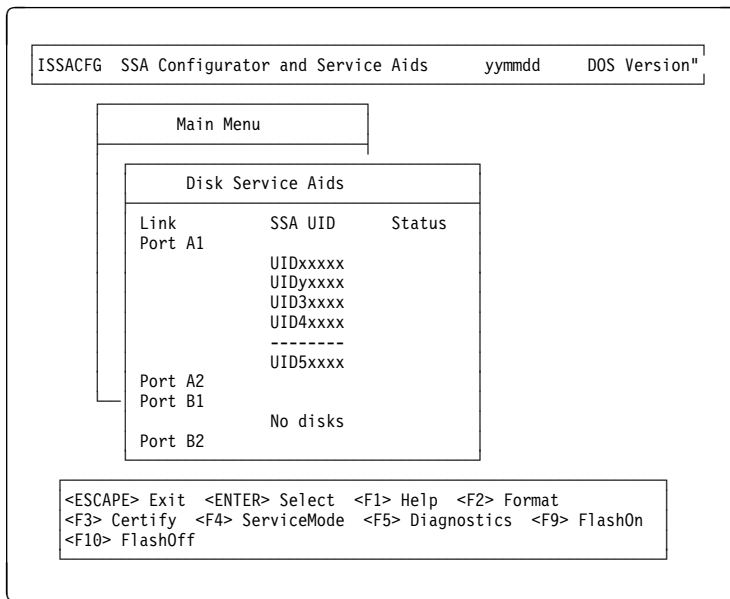 ISSACFG SSA Configurator and Service Aids yymmdd DOS Version"
Main Menu
Disk Service Aids
Link SSA UID Status
Port A1
UIDxxxxx
UIDyxxxx
UID3xxxx
UID4xxxx
--------
UID5xxxx
Port A2
Port B1
No disks
Port B2
<ESCAPE> Exit <ENTER> Select <F1> Help <F2> Format
<F3> Certify <F4> ServiceMode <F5> Diagnostics <F9> FlashOn
<F10> FlashOff